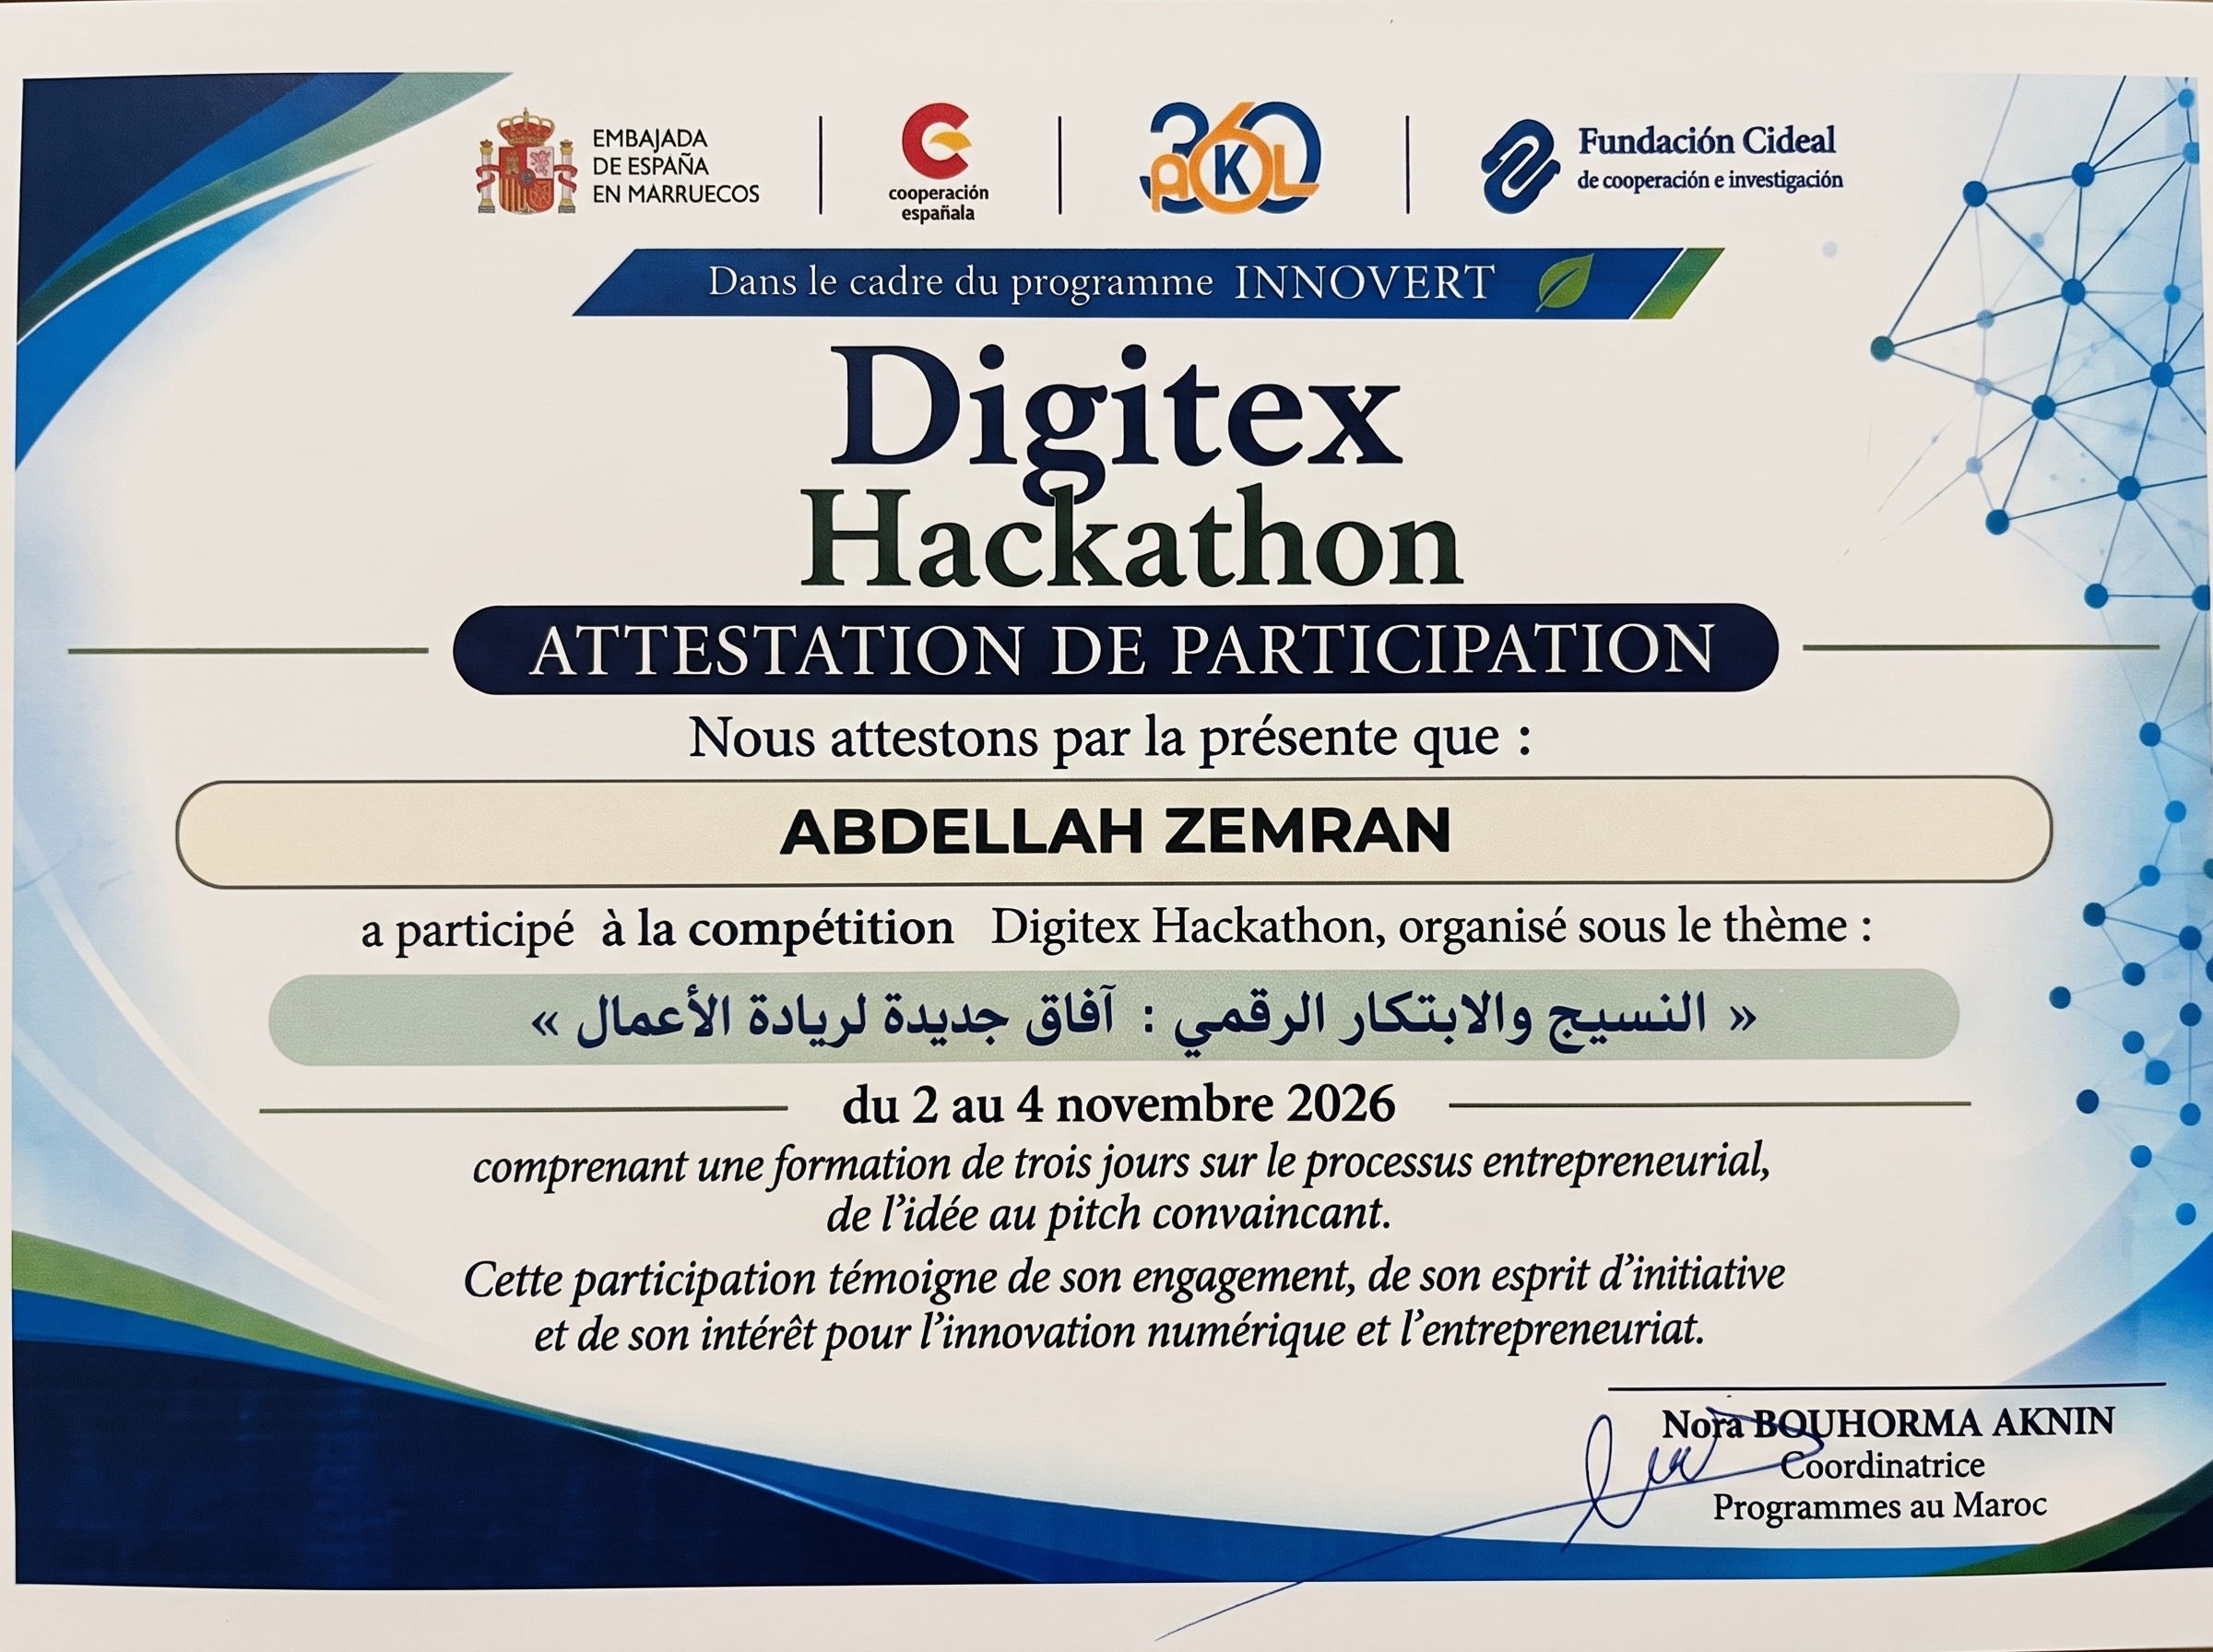 EMBAJADA
DE ESPAÑA
EN MARRUECOS
cooperación
española
360
AKOL
Fundación Cideal
de cooperación e investigación
Dans le cadre du programme INNOVERT
Digitex
Hackathon
ATTESTATION DE PARTICIPATION
Nous attestons par la présente que :
ABDELLAH ZEMRAN
a participé à la compétition Digitex Hackathon, organisé sous le thème :
« النسيج والابتكار الرقمي : آفاق جديدة لريادة الأعمال »
du 2 au 4 novembre 2026
comprenant une formation de trois jours sur le processus entrepreneurial,
de l'idée au pitch convaincant.
Cette participation témoigne de son engagement, de son esprit d'initiative
et de son intérêt pour l'innovation numérique et l'entrepreneuriat.
Nora BOUHORMA AKNIN
Coordinatrice
Programmes au Maroc